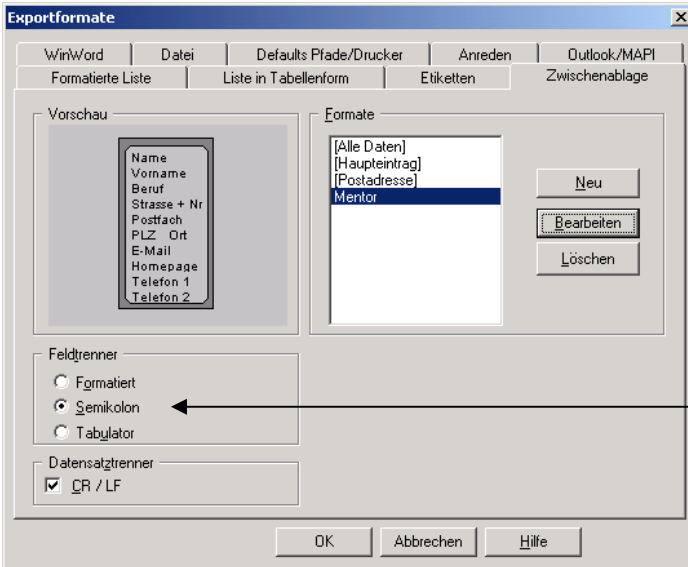 Exportformate
WinWord Datei Defaults Pfade/Drucker Anreden Outlook/MAPI
Formatierte Liste Liste in Tabellenform Etiketten Zwischenablage
Vorschau
Name
Vorname
Beruf
Strasse + Nr
Postfach
PLZ Ort
E-Mail
Homepage
Telefon 1
Telefon 2
Formate
[Alle Daten]
[Haupteintrag]
[Postadresse]
Mentor
Neu
Bearbeiten
Löschen
Feldtrenner
Formatiert
Semikolon
Tabulator
Datensatztrenner
CR / LF
OK Abbrechen Hilfe